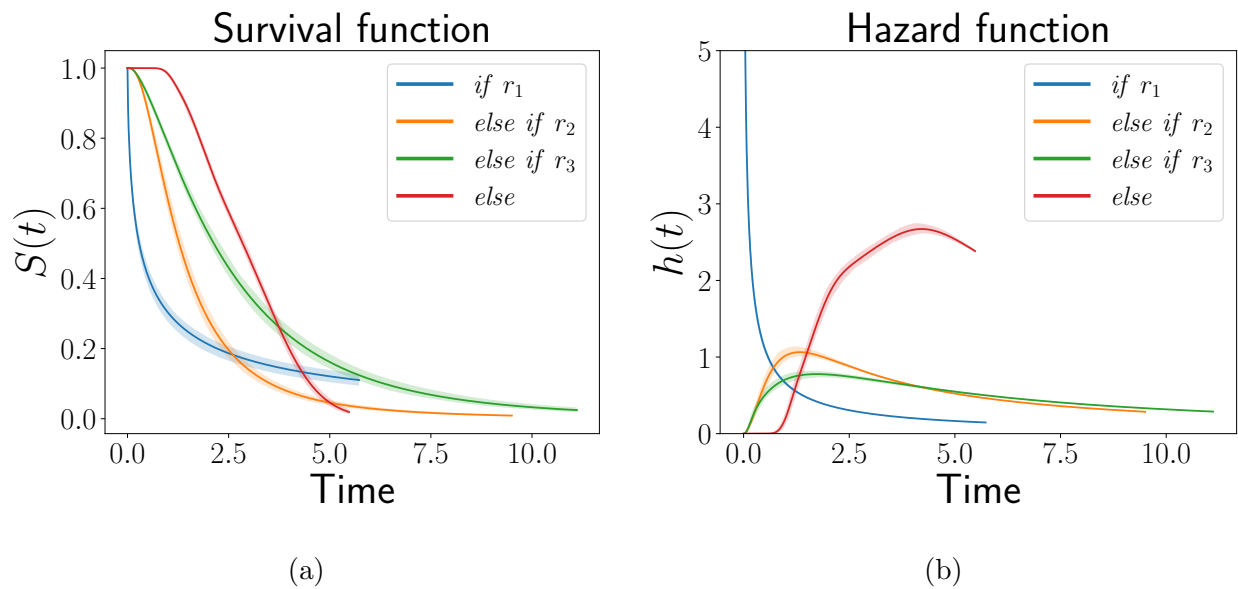 Survival function
1.0
0.8
0.6
0.4
0.2
0.0
S(t)
if r₁
else if r₂
else if r₃
else
0.0 2.5 5.0 7.5 10.0
Time
(a)
Hazard function
5
4
3
2
1
0
h(t)
if r₁
else if r₂
else if r₃
else
0.0 2.5 5.0 7.5 10.0
Time
(b)